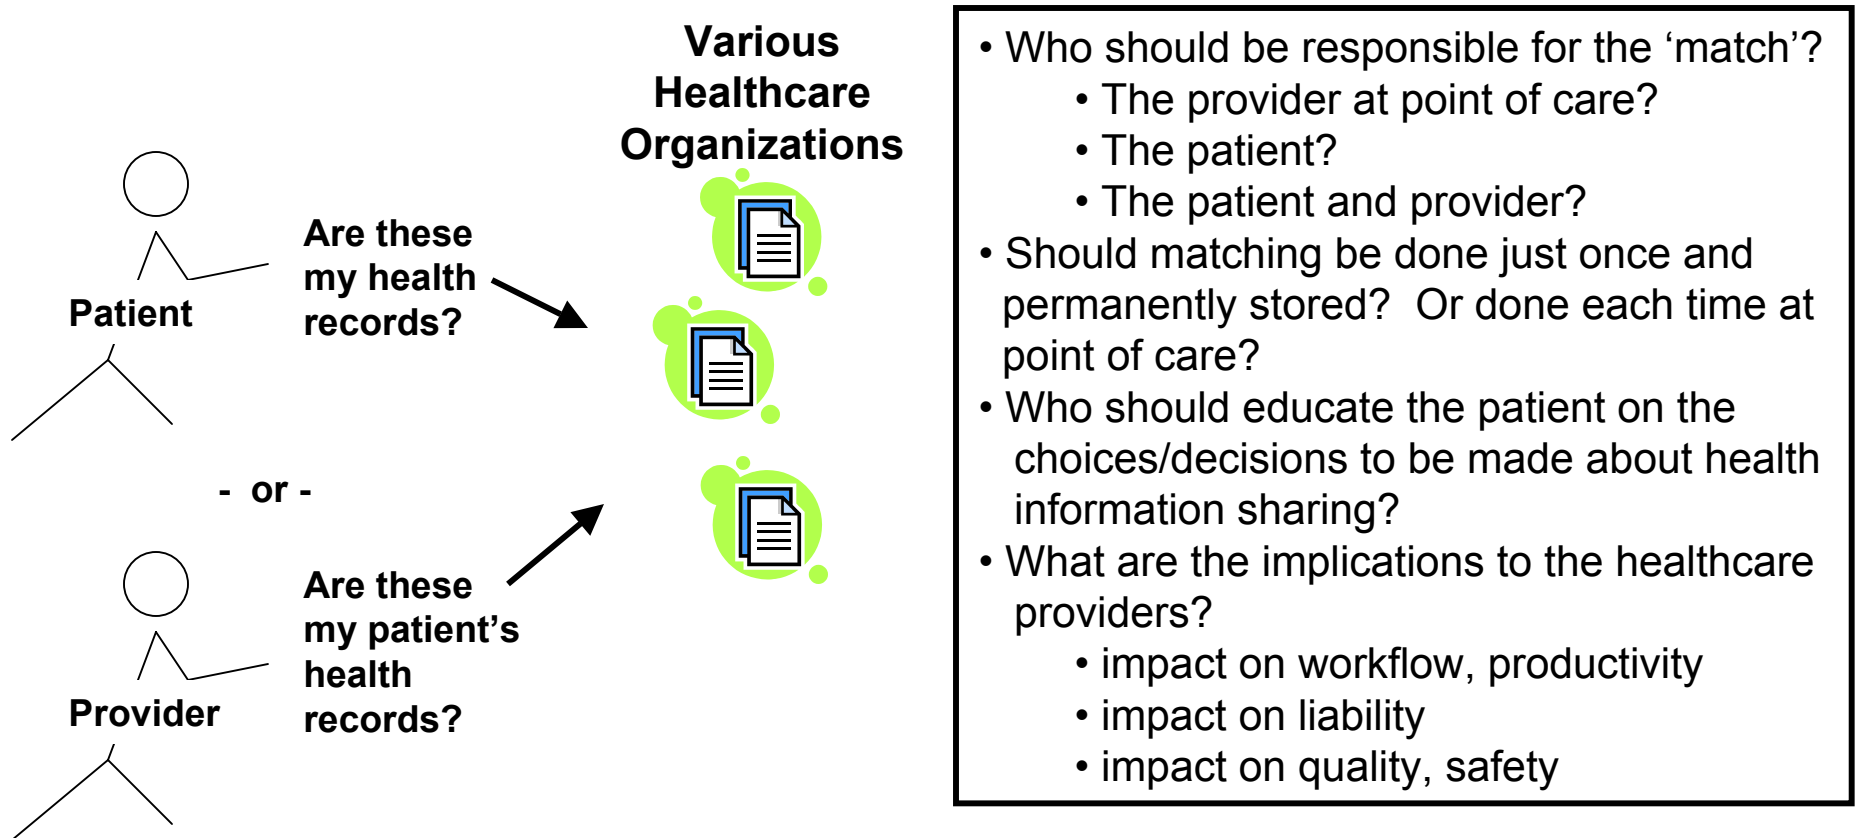 Various
Healthcare
Organizations
Are these
my health
records?
Patient
- or -
Are these
my patient’s
health
records?
Provider
• Who should be responsible for the ‘match’?
• The provider at point of care?
• The patient?
• The patient and provider?
• Should matching be done just once and
permanently stored? Or done each time at
point of care?
• Who should educate the patient on the
choices/decisions to be made about health
information sharing?
• What are the implications to the healthcare
providers?
• impact on workflow, productivity
• impact on liability
• impact on quality, safety